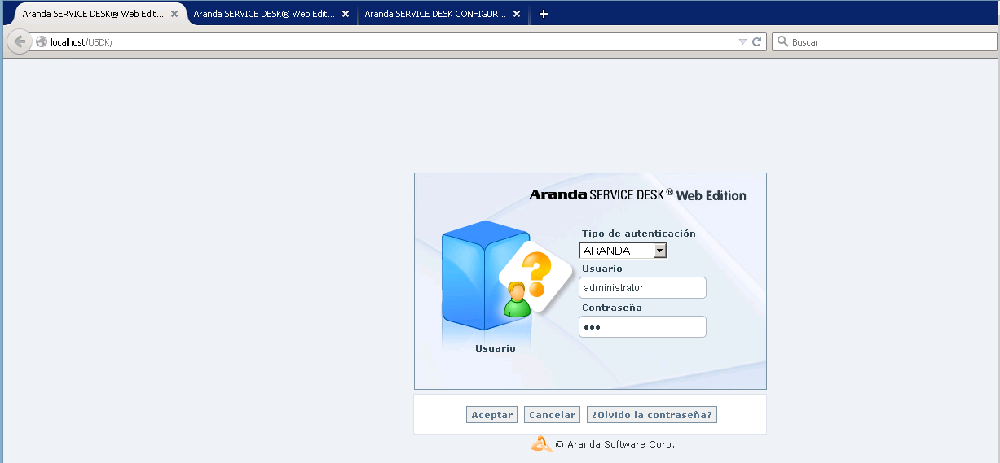 Aranda SERVICE DESK® Web Edit... Aranda SERVICE DESK® Web Edit... Aranda SERVICE DESK CONFIGUR...
localhost/USDK/ Buscar
Aranda SERVICE DESK® Web Edition
Tipo de autenticación
ARANDA
Usuario
administrator
Contraseña
•••
Usuario
Aceptar Cancelar ¿Olvido la contraseña?
© Aranda Software Corp.